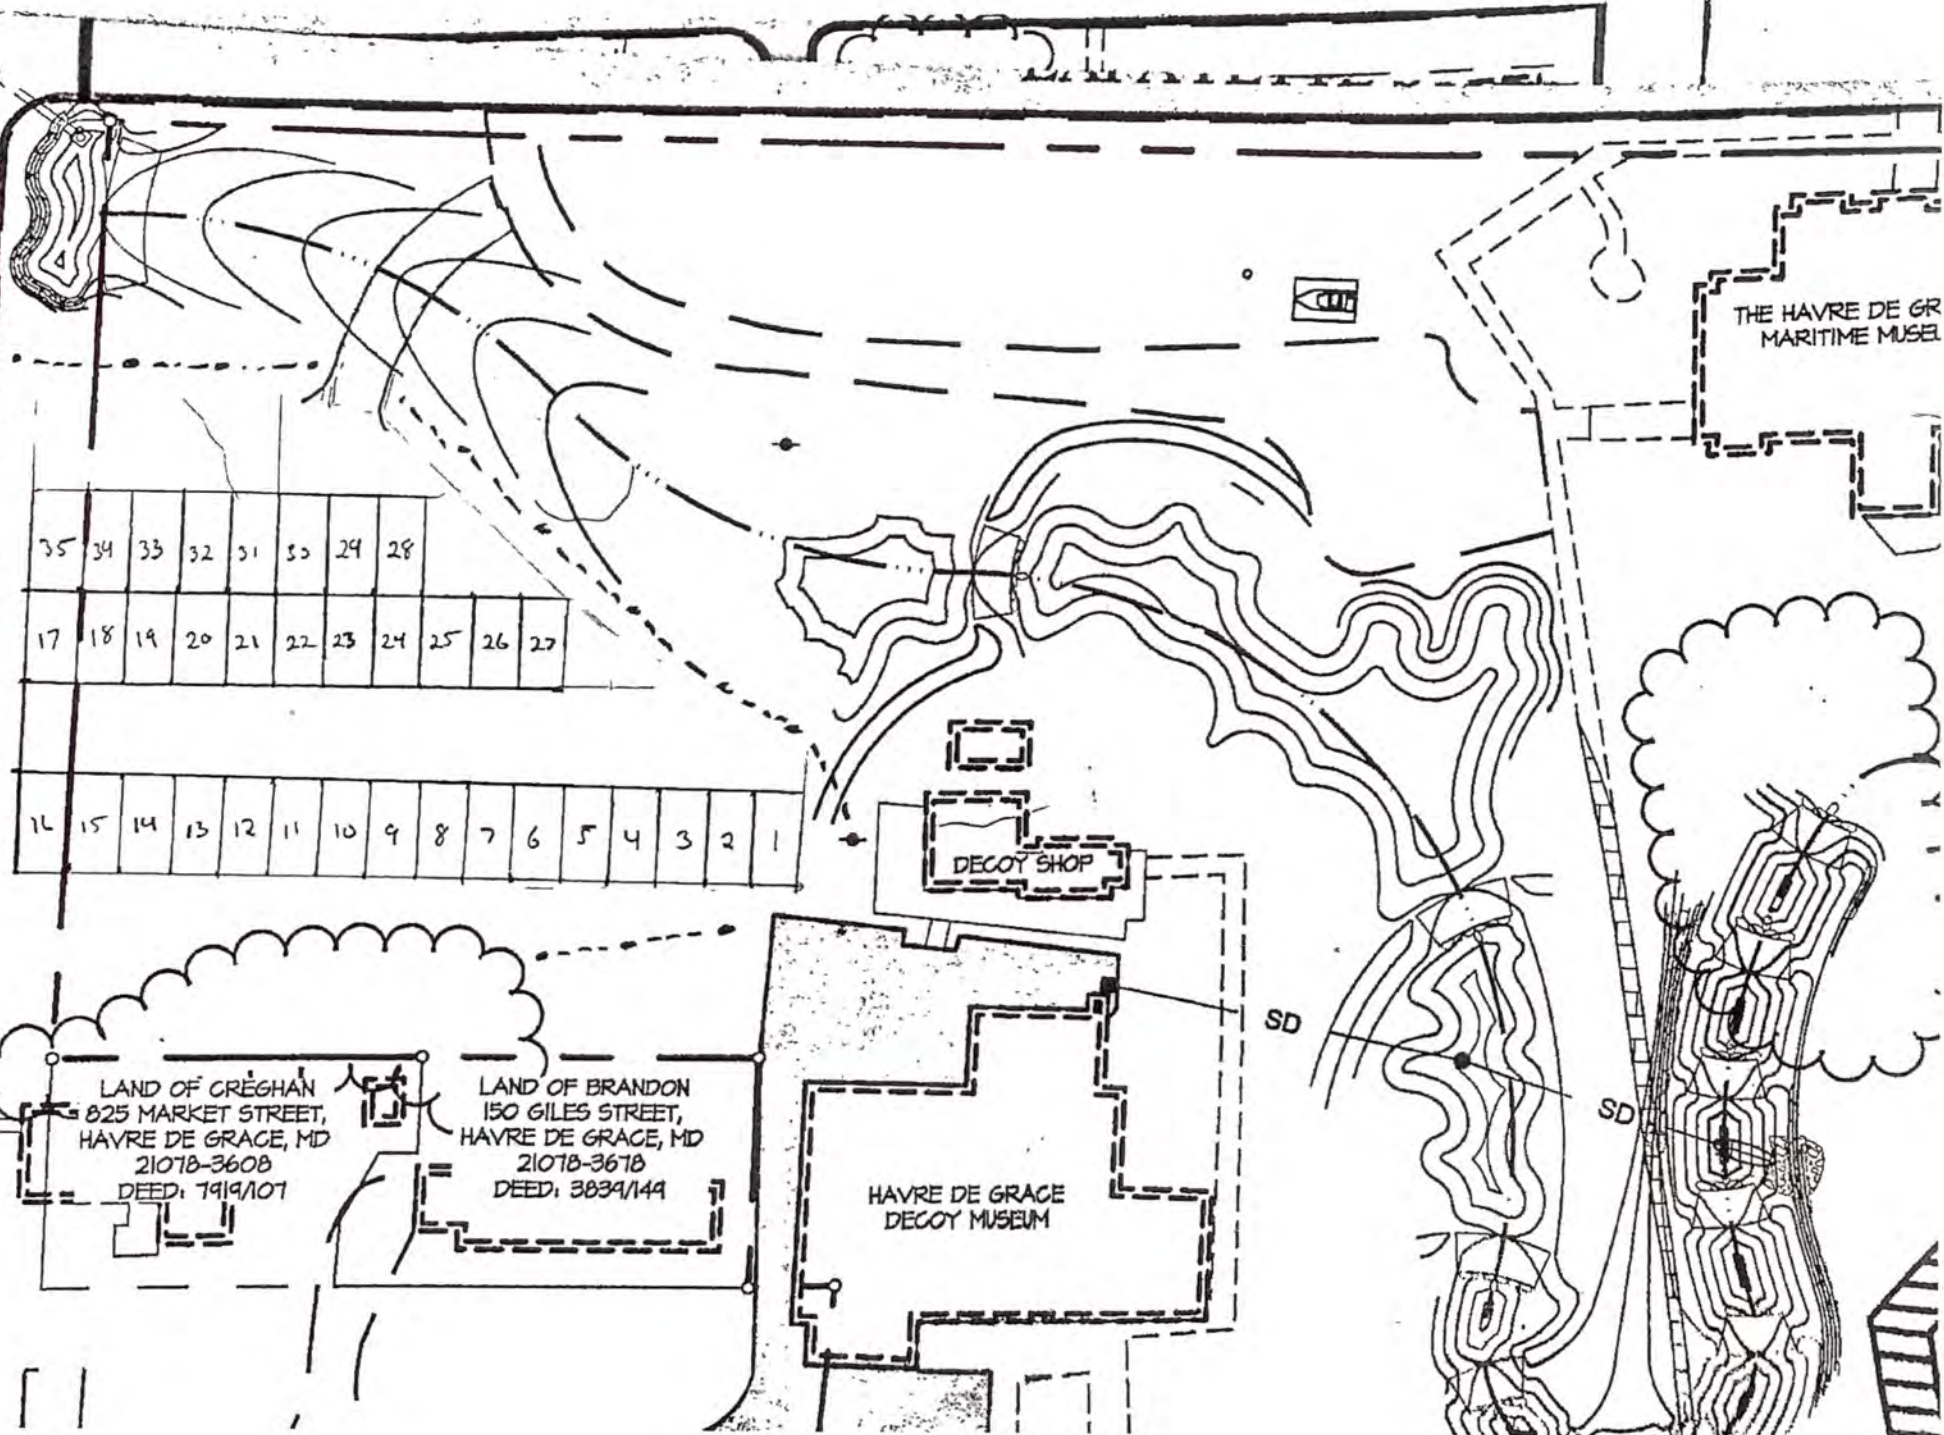 THE HAVRE DE GR
MARITIME MUSEU
35 34 33 32 31 30 29 28
17 18 19 20 21 22 23 24 25 26 27
16 15 14 13 12 11 10 9 8 7 6 5 4 3 2 1
DECOY SHOP
SD
SD
LAND OF CREGHAN
825 MARKET STREET,
HAVRE DE GRACE, MD
21078-3608
DEED: 7919/107
LAND OF BRANDON
150 GILES STREET,
HAVRE DE GRACE, MD
21078-3678
DEED: 3839/149
HAVRE DE GRACE
DECOY MUSEUM